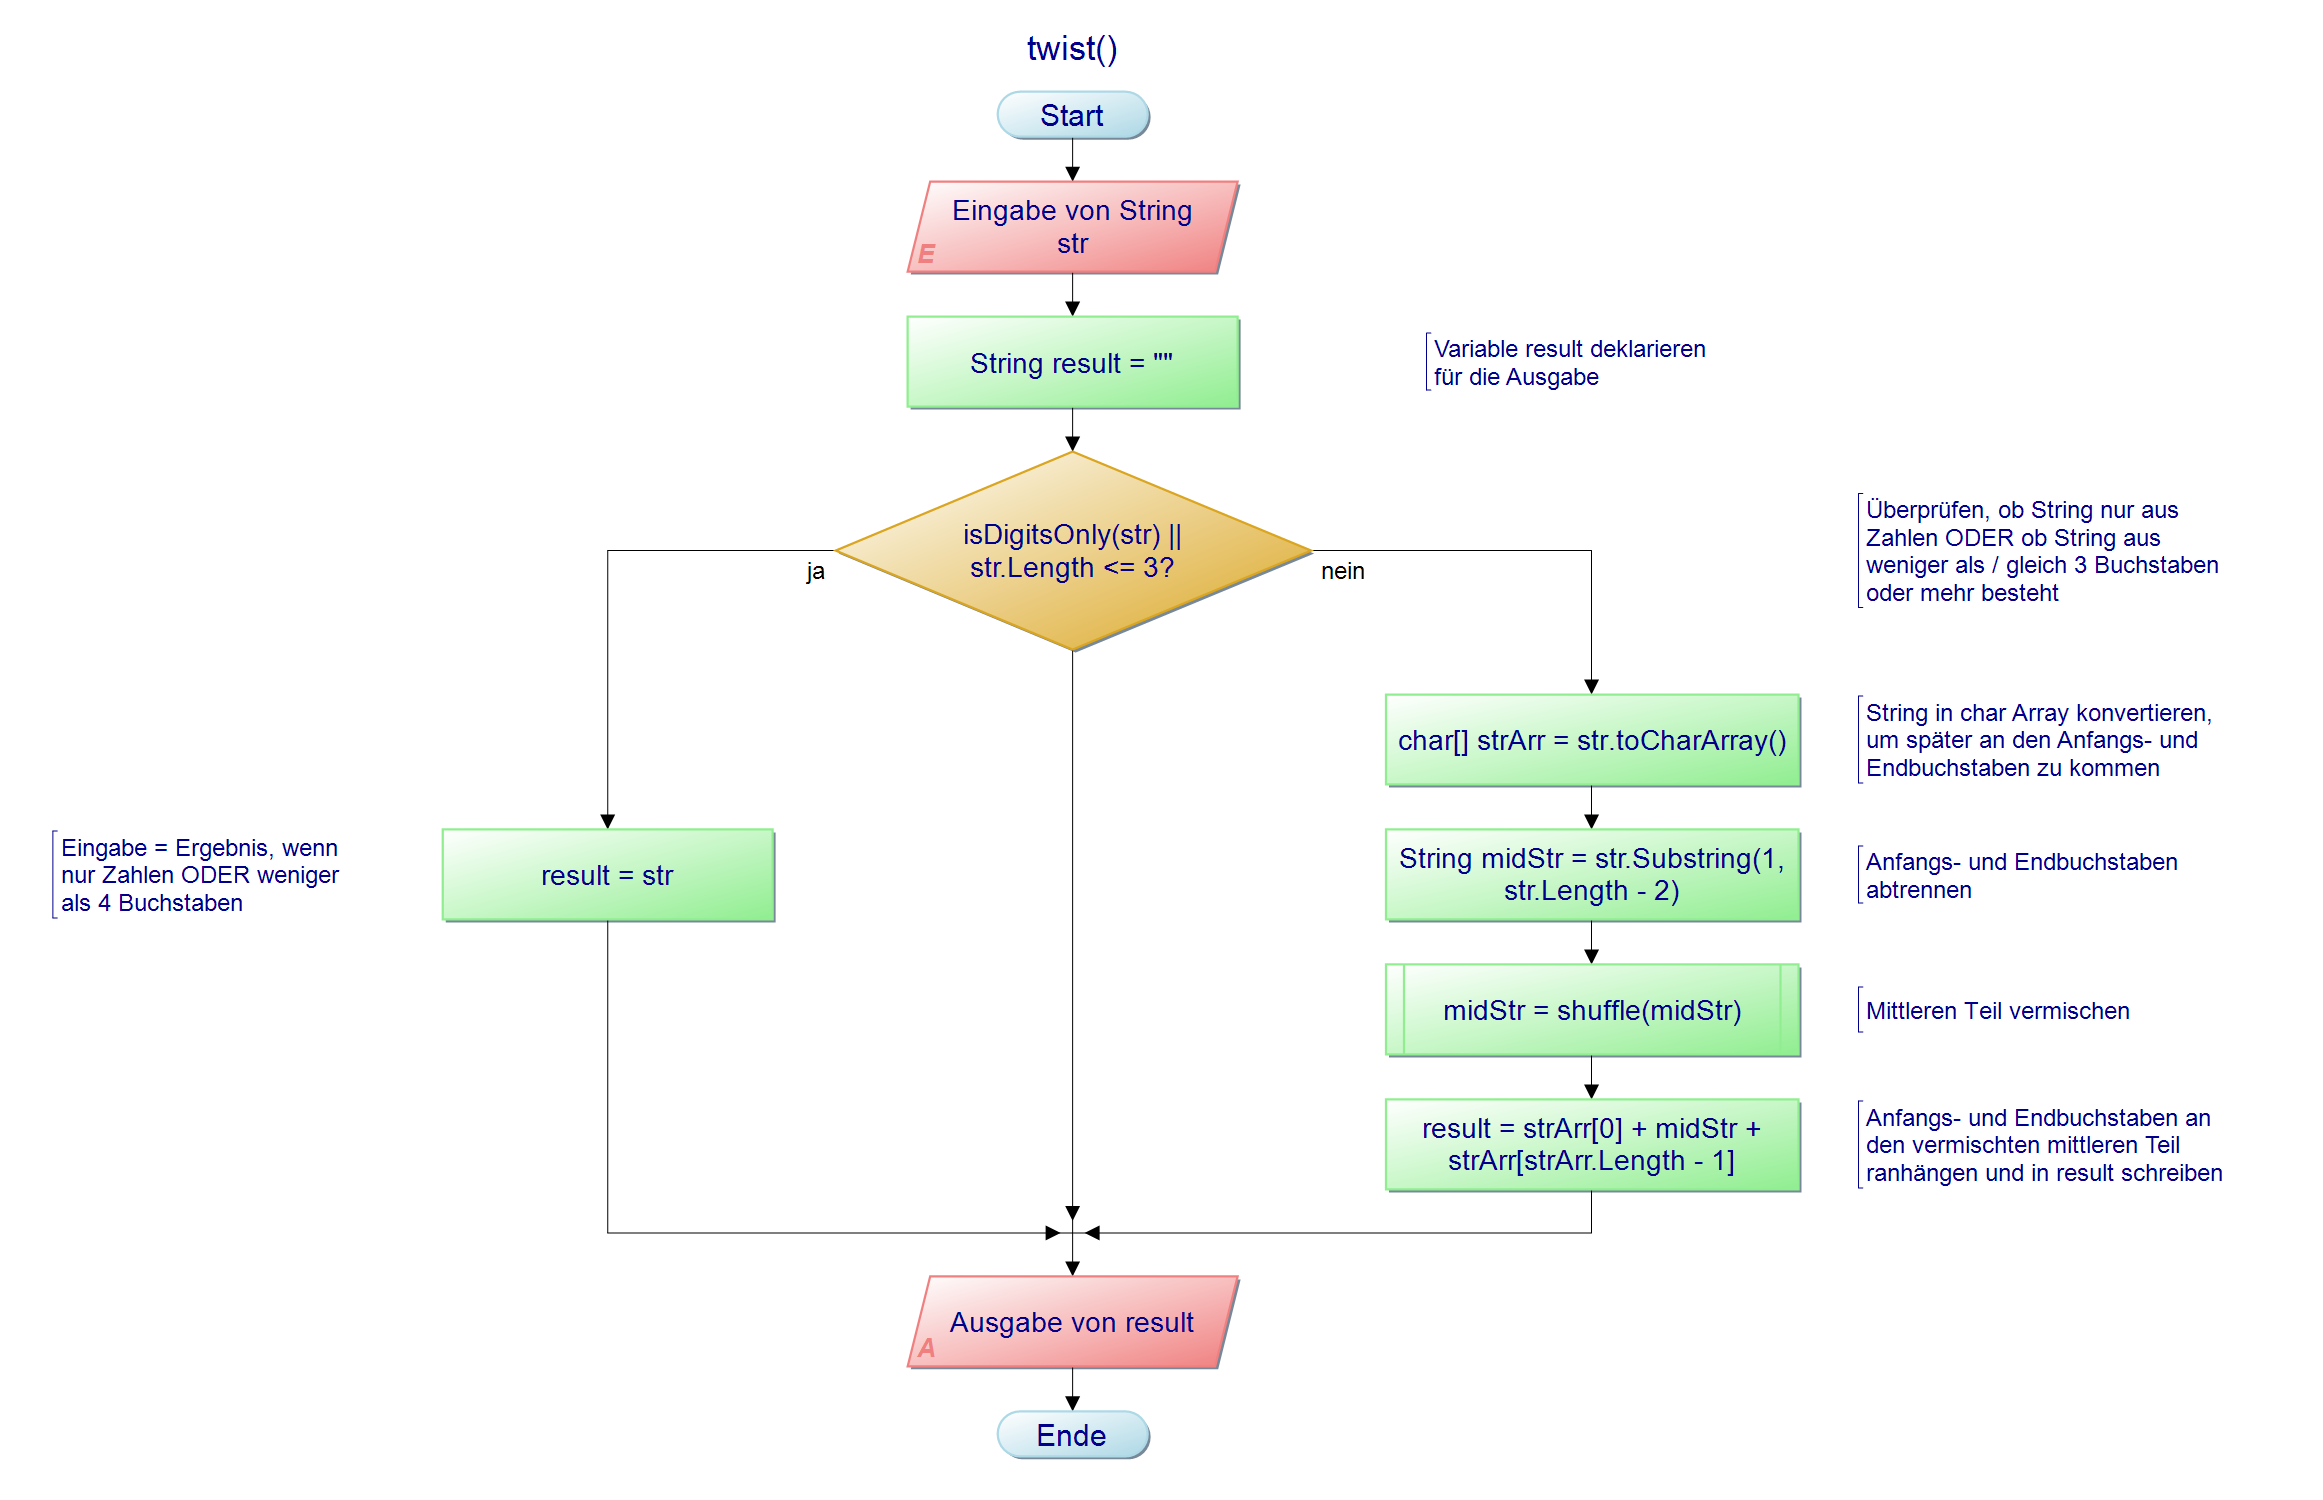 twist()
Start
Eingabe von String
str
E
String result = ""
Variable result deklarieren
für die Ausgabe
isDigitsOnly(str) ||
str.Length <= 3?
ja
nein
Überprüfen, ob String nur aus
Zahlen ODER ob String aus
weniger als / gleich 3 Buchstaben
oder mehr besteht
char[] strArr = str.toCharArray()
String in char Array konvertieren,
um später an den Anfangs- und
Endbuchstaben zu kommen
Eingabe = Ergebnis, wenn
nur Zahlen ODER weniger
als 4 Buchstaben
result = str
String midStr = str.Substring(1,
str.Length - 2)
Anfangs- und Endbuchstaben
abtrennen
midStr = shuffle(midStr)
Mittleren Teil vermischen
result = strArr[0] + midStr +
strArr[strArr.Length - 1]
Anfangs- und Endbuchstaben an
den vermischten mittleren Teil
ranhängen und in result schreiben
Ausgabe von result
A
Ende